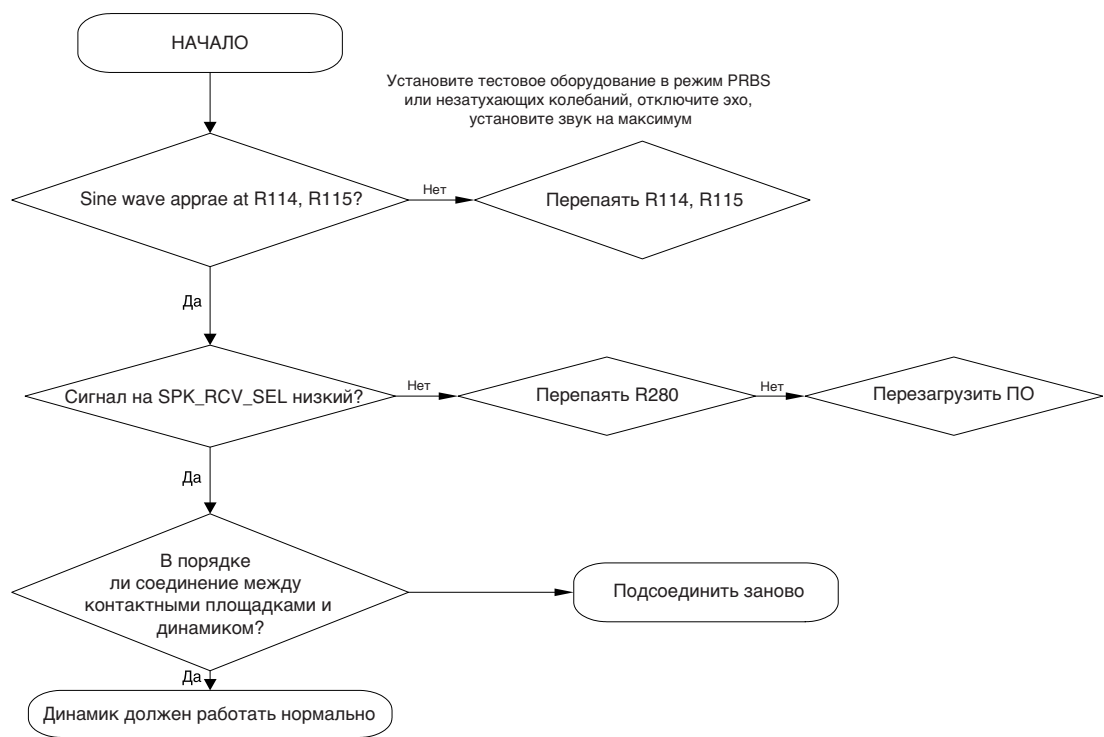 НАЧАЛО
Установите тестовое оборудование в режим PRBS
или незатухающих колебаний, отключите эхо,
установите звук на максимум
Sine wave apprae at R114, R115?
Нет
Перепаять R114, R115
Да
Сигнал на SPK_RCV_SEL низкий?
Нет
Перепаять R280
Нет
Перезагрузить ПО
Да
В порядке
ли соединение между
контактными площадками и
динамиком?
Подсоединить заново
Да
Динамик должен работать нормально